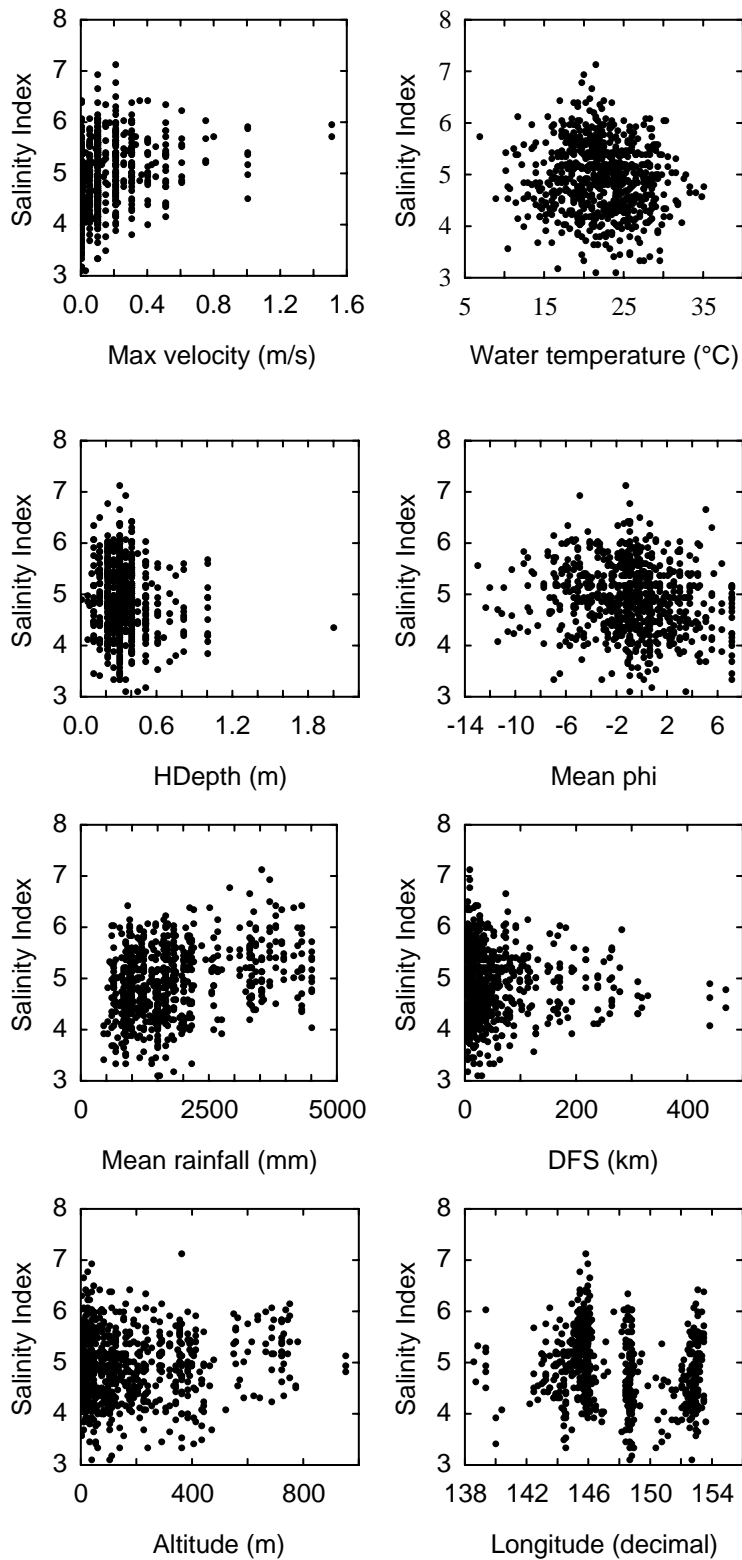 8
7
6
5
4
3
Salinity Index
0.0 0.4 0.8 1.2 1.6
Max velocity (m/s)
8
7
6
5
4
3
Salinity Index
5 15 25 35
Water temperature (°C)
8
7
6
5
4
3
Salinity Index
0.0 0.6 1.2 1.8
HDepth (m)
8
7
6
5
4
3
Salinity Index
-14 -10 -6 -2 2 6
Mean phi
8
7
6
5
4
3
Salinity Index
0 2500 5000
Mean rainfall (mm)
8
7
6
5
4
3
Salinity Index
0 200 400
DFS (km)
8
7
6
5
4
3
Salinity Index
0 400 800
Altitude (m)
8
7
6
5
4
3
Salinity Index
138 142 146 150 154
Longitude (decimal)